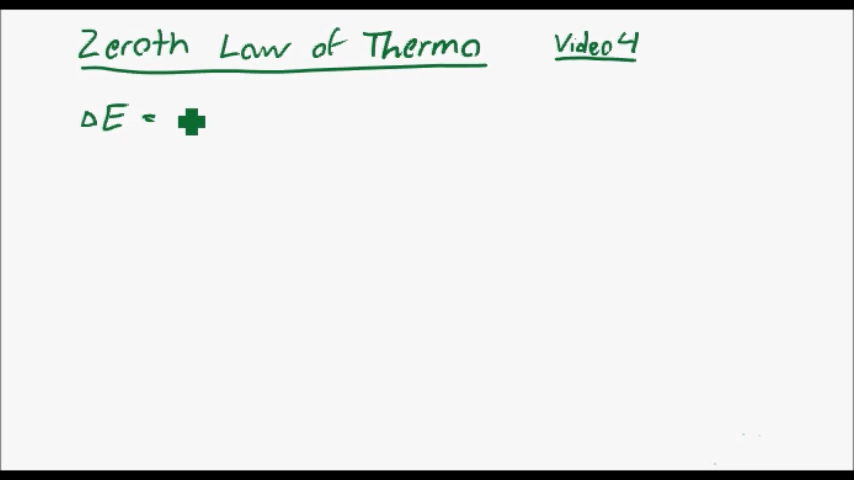 Zeroth Law of Thermo Video 4
ΔE =